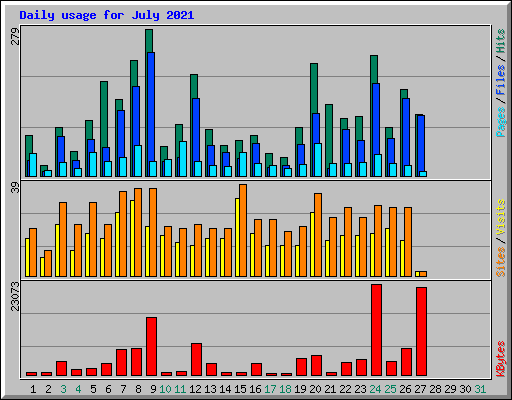 Daily usage for July 2021
279
Pages / Files / Hits
39
Sites / Visits
23073
KBytes
1 2 3 4 5 6 7 8 9 10 11 12 13 14 15 16 17 18 19 20 21 22 23 24 25 26 27 28 29 30 31